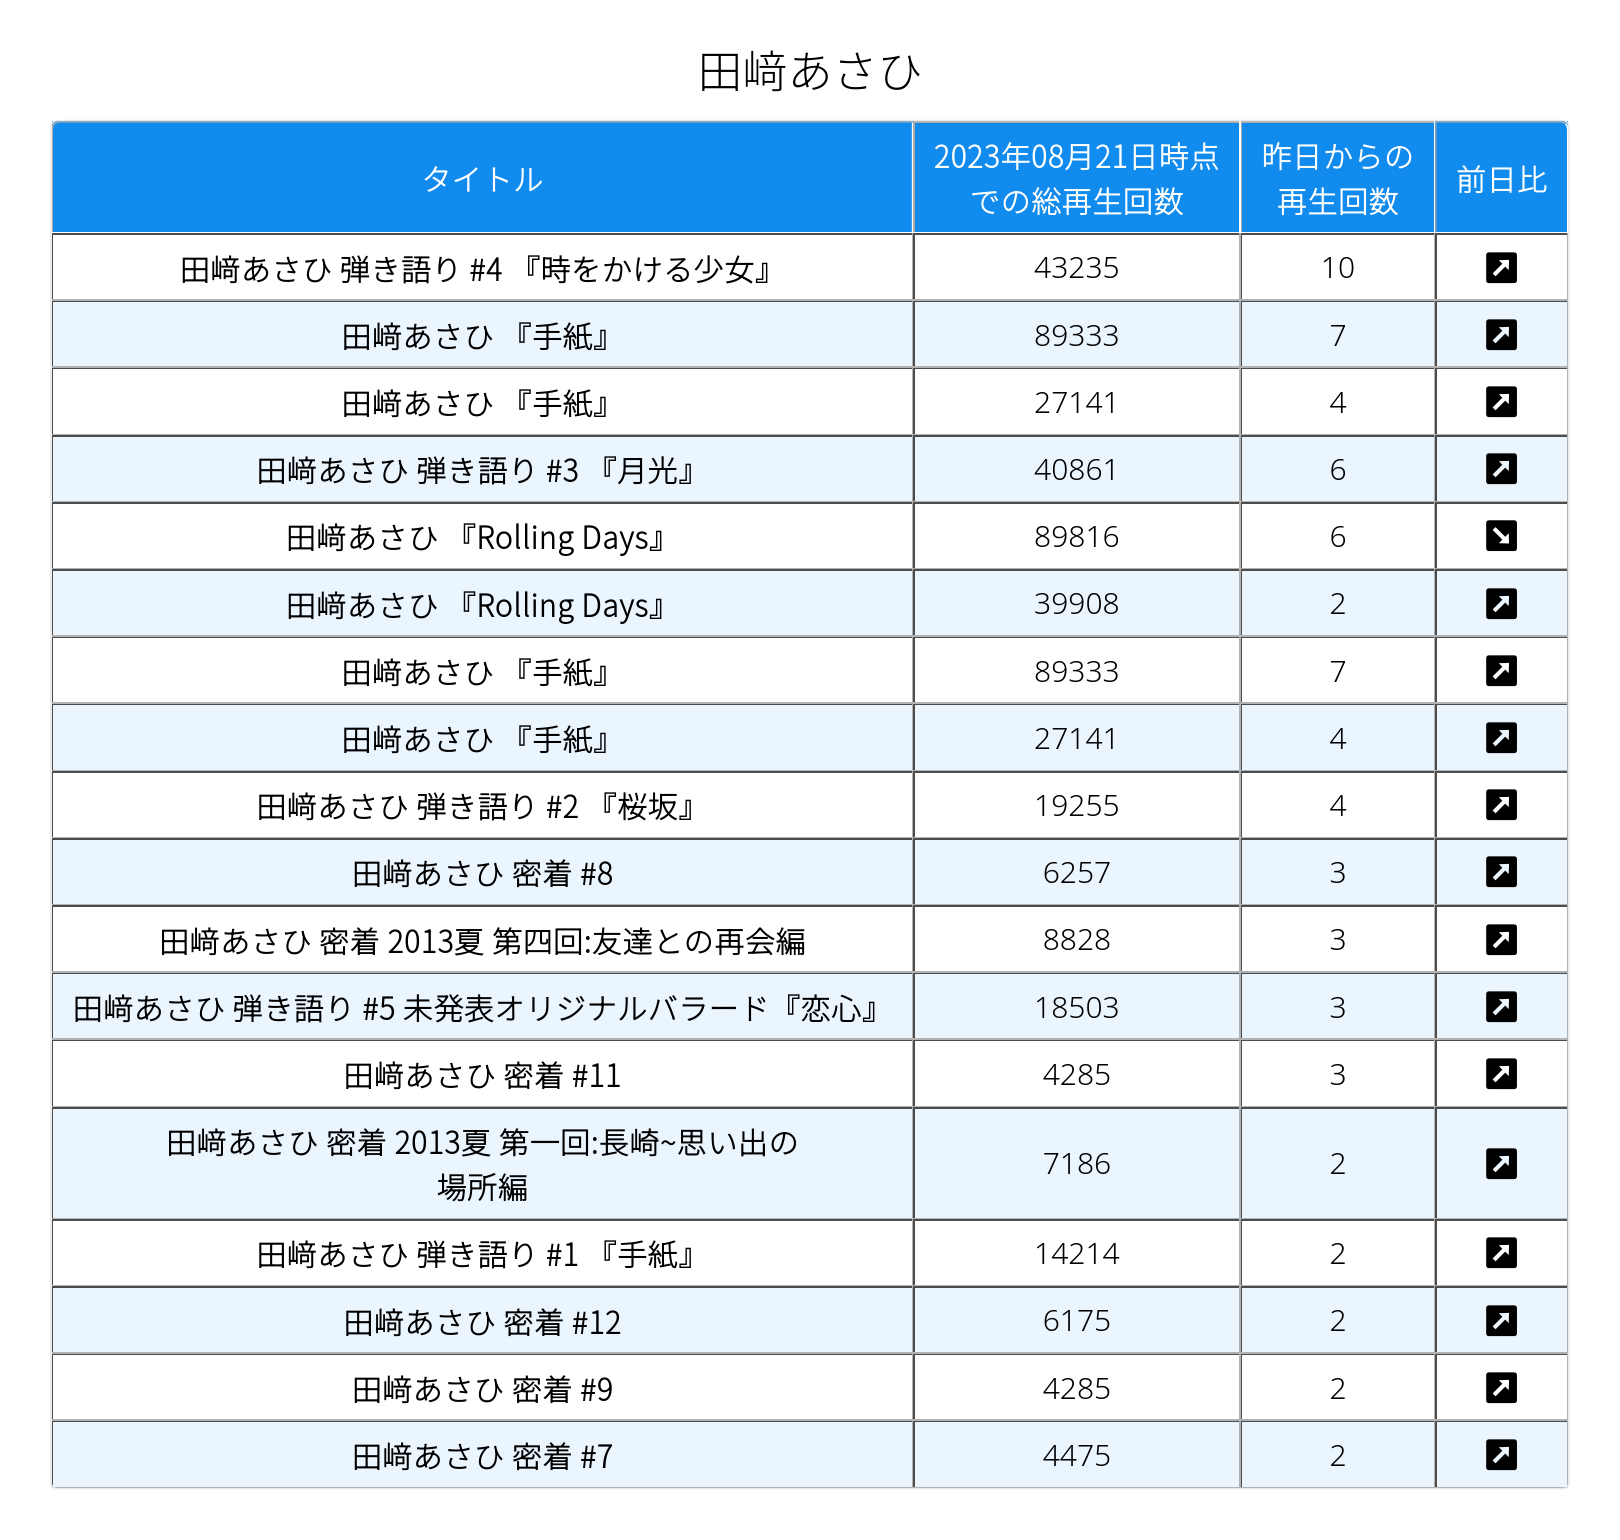 田﨑あさひ
タイトル
2023年08月21日時点
での総再生回数
昨日からの
再生回数
前日比
田﨑あさひ 弾き語り #4 『時をかける少女』 43235 10
田﨑あさひ 『手紙』 89333 7
田﨑あさひ 『手紙』 27141 4
田﨑あさひ 弾き語り #3 『月光』 40861 6
田﨑あさひ 『Rolling Days』 89816 6
田﨑あさひ 『Rolling Days』 39908 2
田﨑あさひ 『手紙』 89333 7
田﨑あさひ 『手紙』 27141 4
田﨑あさひ 弾き語り #2 『桜坂』 19255 4
田﨑あさひ 密着 #8 6257 3
田﨑あさひ 密着 2013夏 第四回:友達との再会編 8828 3
田﨑あさひ 弾き語り #5 未発表オリジナルバラード『恋心』 18503 3
田﨑あさひ 密着 #11 4285 3
田﨑あさひ 密着 2013夏 第一回:長崎~思い出の
場所編 7186 2
田﨑あさひ 弾き語り #1 『手紙』 14214 2
田﨑あさひ 密着 #12 6175 2
田﨑あさひ 密着 #9 4285 2
田﨑あさひ 密着 #7 4475 2